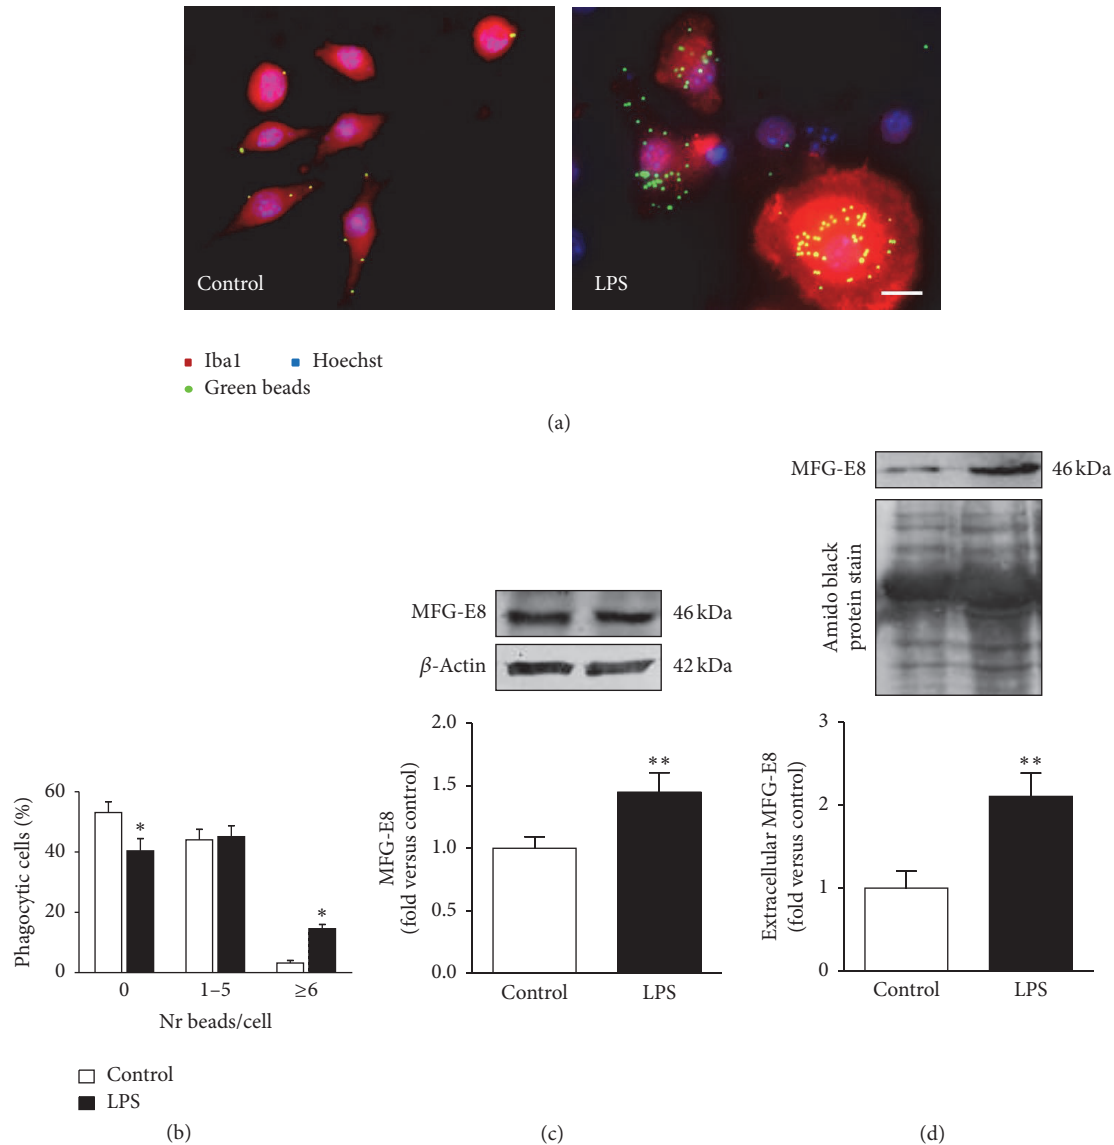 Control
LPS
Iba1
Hoechst
Green beads
(a)
MFG-E8
46 kDa
Amido black
protein stain
MFG-E8
46 kDa
β-Actin
42 kDa
Phagocytic cells (%)
60
40
20
0
*
*
0
1–5
≥6
Nr beads/cell
Control
LPS
(b)
MFG-E8
(fold versus control)
2.0
1.5
1.0
0.5
0.0
**
Control
LPS
(c)
Extracellular MFG-E8
(fold versus control)
3
2
1
0
**
Control
LPS
(d)